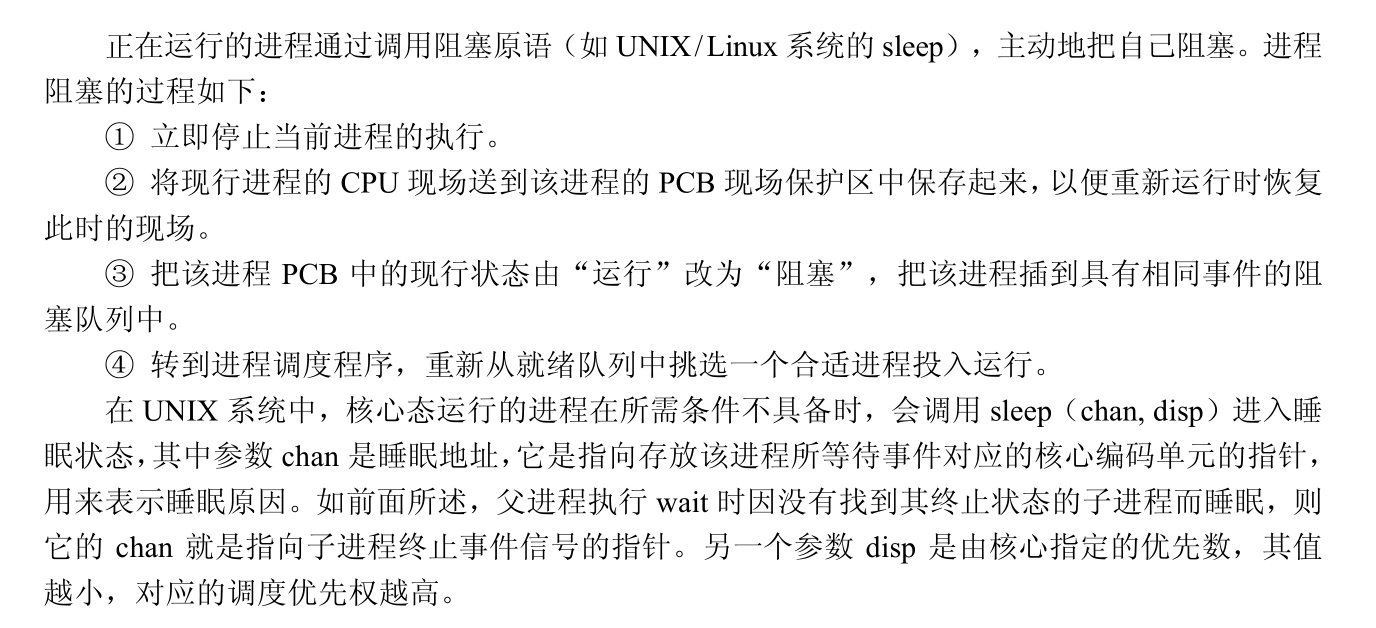 正在运行的进程通过调用阻塞原语（如 UNIX/Linux 系统的 sleep），主动地把自己阻塞。进程
阻塞的过程如下：
① 立即停止当前进程的执行。
② 将现行进程的 CPU 现场送到该进程的 PCB 现场保护区中保存起来，以便重新运行时恢复
此时的现场。
③ 把该进程 PCB 中的现行状态由“运行”改为“阻塞”，把该进程插到具有相同事件的阻
塞队列中。
④ 转到进程调度程序，重新从就绪队列中挑选一个合适进程投入运行。
在 UNIX 系统中，核心态运行的进程在所需条件不具备时，会调用 sleep（chan, disp）进入睡
眠状态，其中参数 chan 是睡眠地址，它是指向存放该进程所等待事件对应的核心编码单元的指针，
用来表示睡眠原因。如前面所述，父进程执行 wait 时因没有找到其终止状态的子进程而睡眠，则
它的 chan 就是指向子进程终止事件信号的指针。另一个参数 disp 是由核心指定的优先数，其值
越小，对应的调度优先权越高。